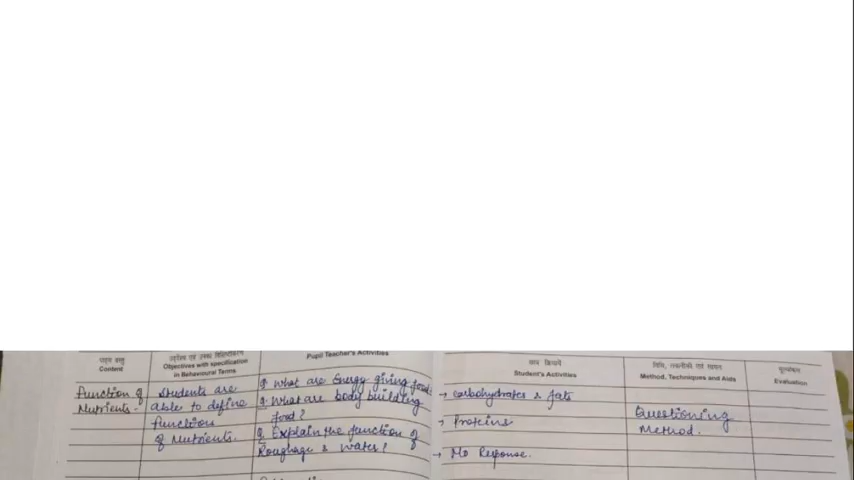 पाठ्य वस्तु
Content
उद्देश्य एवं उनका विशिष्टीकरण
Objectives with specification
in Behavioural Terms
Pupil Teacher's Activities
छात्र क्रियायें
Student's Activities
विधि, तकनीकी एवं साधन
Method, Techniques and Aids
मूल्यांकन
Evaluation
Function of
Nutrients.
Students are
able to define
function
of Nutrients.
Q What are Energy giving food?
Q. What are body building
food?
Q. Explain the function of
Roughage & water?
→ Carbohydrates & fats
→ Proteins
→ No Response.
Questioning
Method.